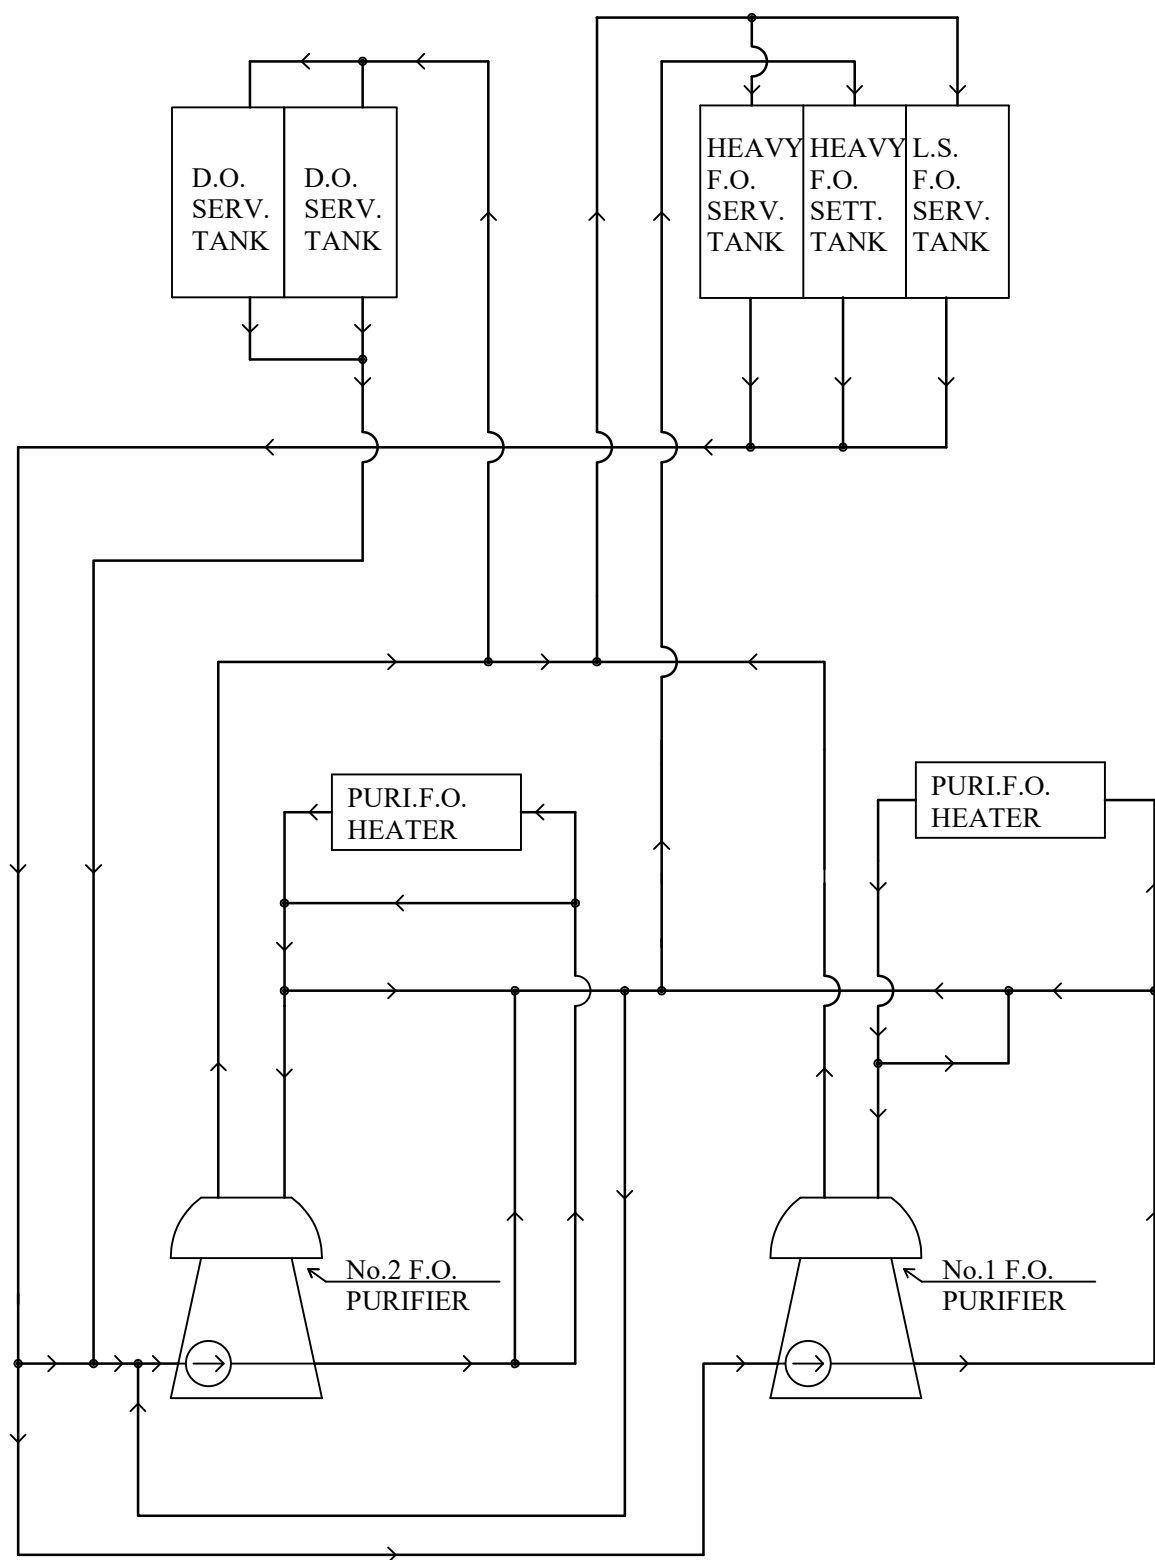 D.O.
SERV.
TANK
D.O.
SERV.
TANK
HEAVY
F.O.
SERV.
TANK
HEAVY
F.O.
SETT.
TANK
L.S.
F.O.
SERV.
TANK
PURI.F.O.
HEATER
PURI.F.O.
HEATER
No.2 F.O.
PURIFIER
No.1 F.O.
PURIFIER